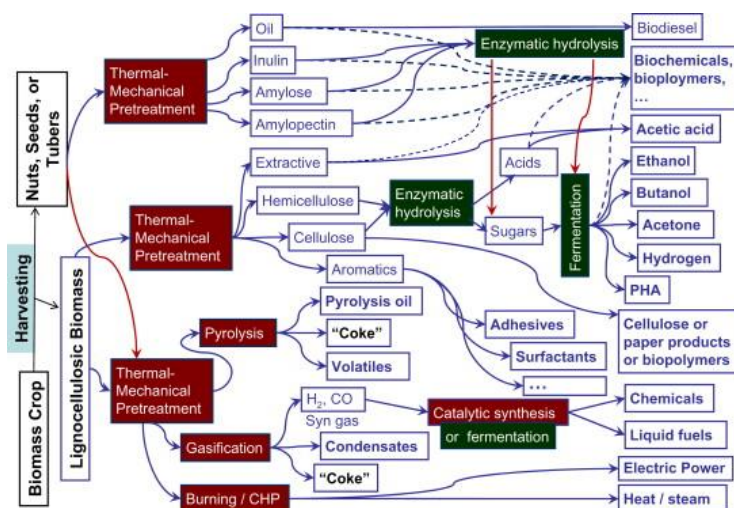 Oil
Biodiesel
Enzymatic hydrolysis
Inulin
Thermal-
Mechanical
Pretreatment
Biochemicals,
bioploymers,
...
Amylose
Amylopectin
Nuts, Seeds, or
Tubers
Acetic acid
Extractive
Acids
Ethanol
Hemicellulose
Enzymatic
hydrolysis
Butanol
Thermal-
Mechanical
Pretreatment
Cellulose
Sugars
Fermentation
Acetone
Hydrogen
Aromatics
PHA
Harvesting
Lignocellulosic Biomass
Pyrolysis oil
Pyrolysis
"Coke"
Adhesives
Cellulose or
paper products
or biopolymers
Volatiles
Surfactants
Thermal-
Mechanical
Pretreatment
...
H2, CO
Syn gas
Catalytic synthesis
or fermentation
Chemicals
Gasification
Condensates
Liquid fuels
Biomass Crop
"Coke"
Electric Power
Burning / CHP
Heat / steam